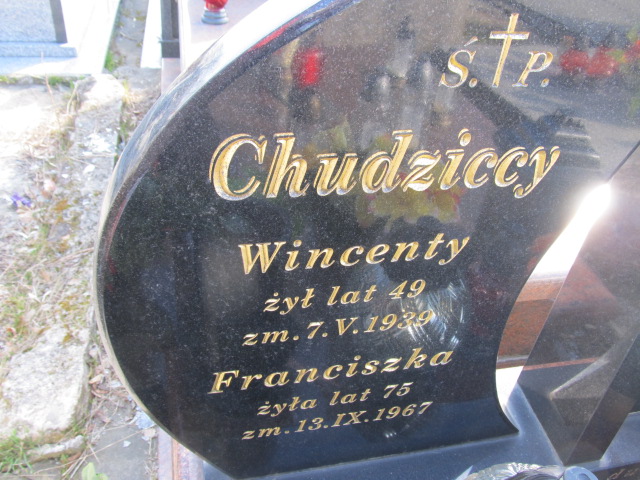 Ś.†P.
Chudziccy
Wincenty
żył lat 49
zm. 7.V.1939
Franciszka
żyła lat 75
zm. 13.IX.1967